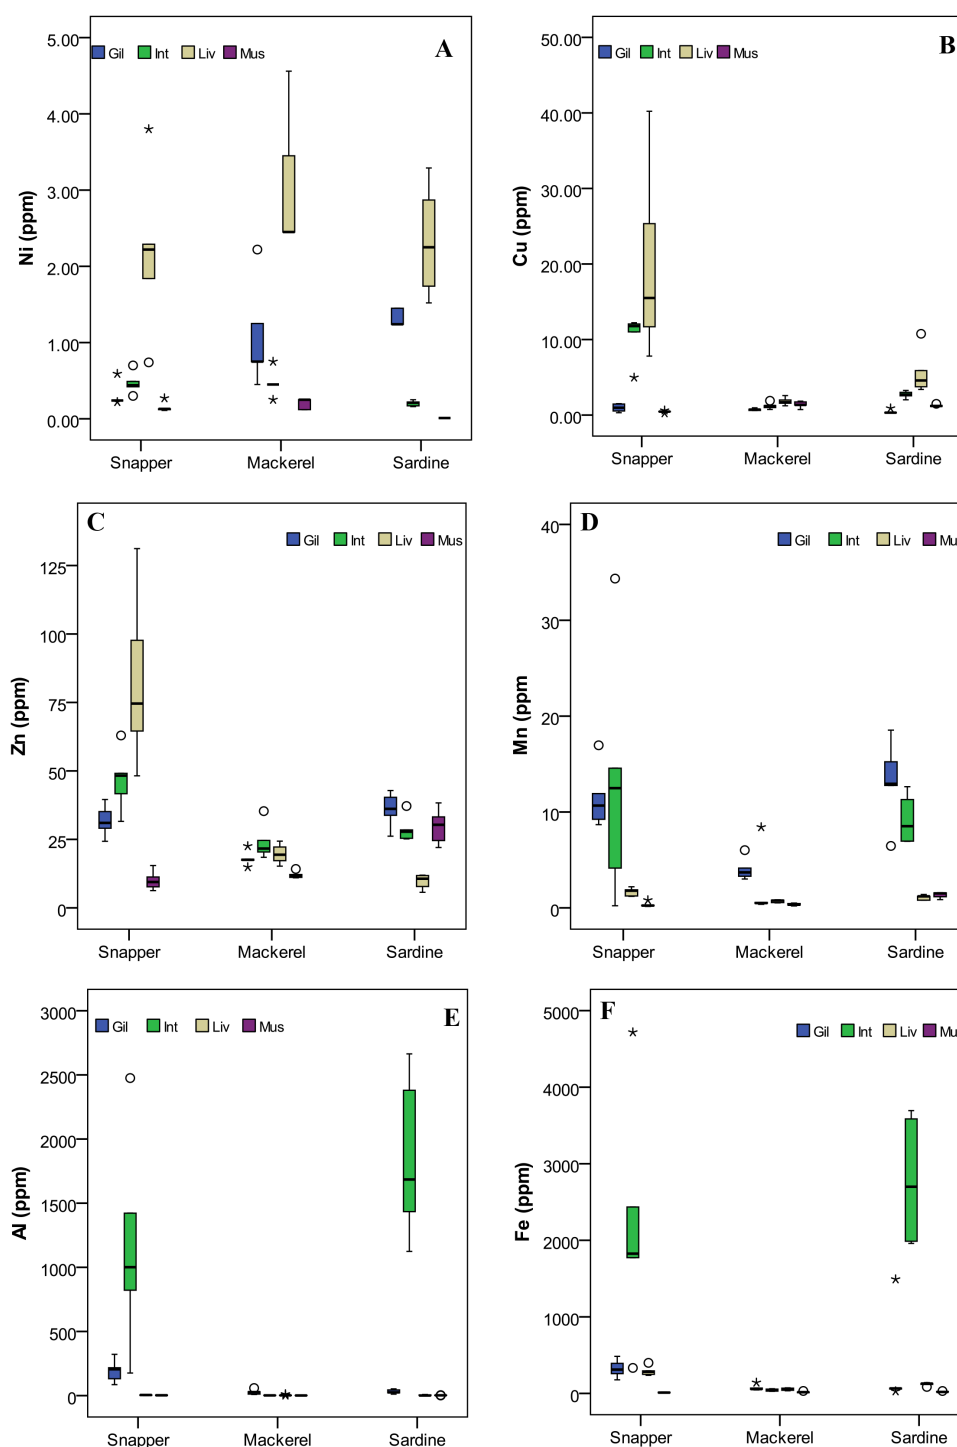 A
Gil Int Liv Mus
Ni (ppm)
5.00
4.00
3.00
2.00
1.00
0.00
Snapper Mackerel Sardine
B
Gil Int Liv Mus
Cu (ppm)
50.00
40.00
30.00
20.00
10.00
0.00
Snapper Mackerel Sardine
C
Gil Int Liv Mus
Zn (ppm)
125
100
75
50
25
0
Snapper Mackerel Sardine
D
Gil Int Liv Mu
Mn (ppm
40
30
20
10
0
Snapper Mackerel Sardine
E
Gil Int Liv Mus
Al (ppm)
3000
2500
2000
1500
1000
500
0
Snapper Mackerel Sardine
F
Gil Int Liv Mu
Fe (ppm)
5000
4000
3000
2000
1000
0
Snapper Mackerel Sardine